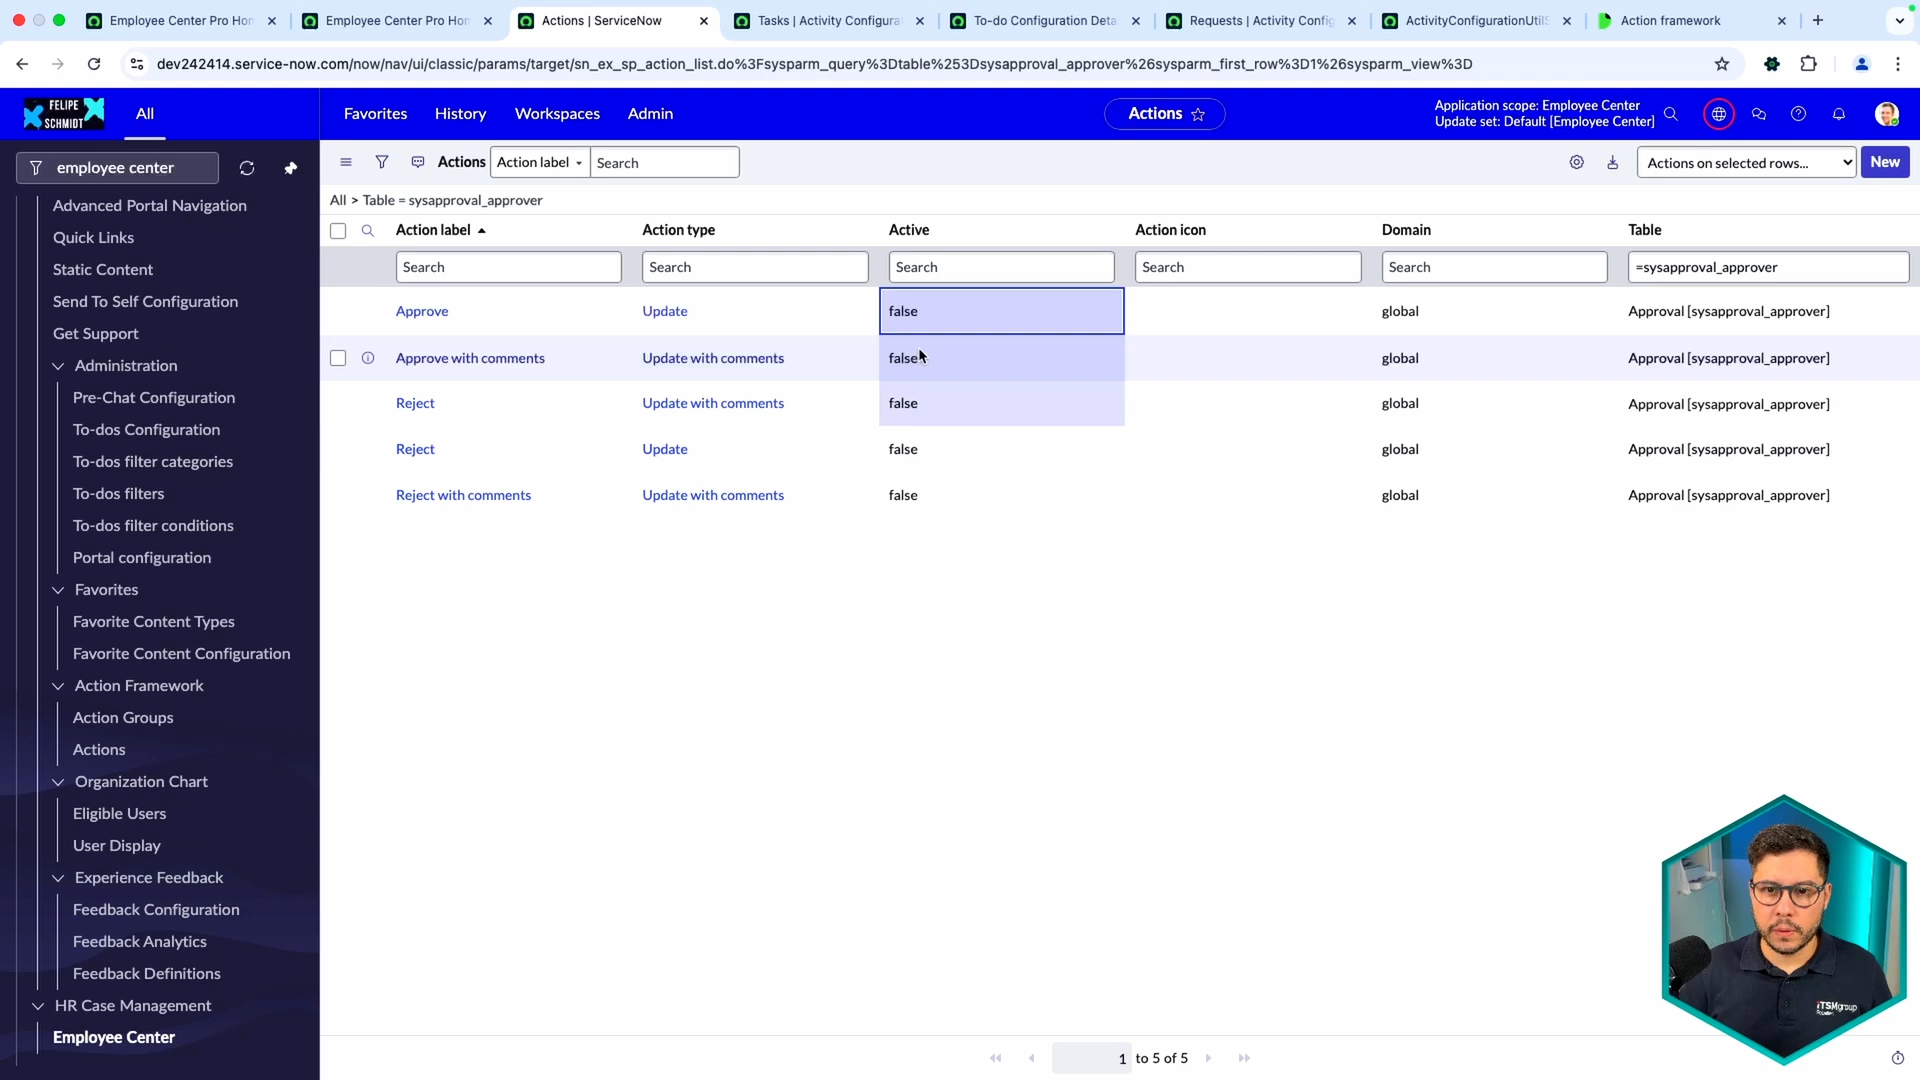 Employee Center Pro Hom
Employee Center Pro Hom
Actions | ServiceNow
Tasks | Activity Configurat
To-do Configuration Deta
Requests | Activity Config
ActivityConfigurationUtilS
Action framework
dev242414.service-now.com/now/nav/ui/classic/params/target/sn_ex_sp_action_list.do%3Fsysparm_query%3Dtable%253Dsysapproval_approver%26sysparm_first_row%3D1%26sysparm_view%3D
FELIPE SCHMIDT
All
Favorites
History
Workspaces
Admin
Actions
Application scope: Employee Center
Update set: Default [Employee Center]
employee center
Advanced Portal Navigation
Quick Links
Static Content
Send To Self Configuration
Get Support
Administration
Pre-Chat Configuration
To-dos Configuration
To-dos filter categories
To-dos filters
To-dos filter conditions
Portal configuration
Favorites
Favorite Content Types
Favorite Content Configuration
Action Framework
Action Groups
Actions
Organization Chart
Eligible Users
User Display
Experience Feedback
Feedback Configuration
Feedback Analytics
Feedback Definitions
HR Case Management
Employee Center
Actions
Action label
Search
Actions on selected rows...
New
All > Table = sysapproval_approver
Action label Action type Active Action icon Domain Table
Search Search Search Search Search =sysapproval_approver
Approve Update false global Approval [sysapproval_approver]
Approve with comments Update with comments false global Approval [sysapproval_approver]
Reject Update with comments false global Approval [sysapproval_approver]
Reject Update false global Approval [sysapproval_approver]
Reject with comments Update with comments false global Approval [sysapproval_approver]
1 to 5 of 5
iTSMgroup